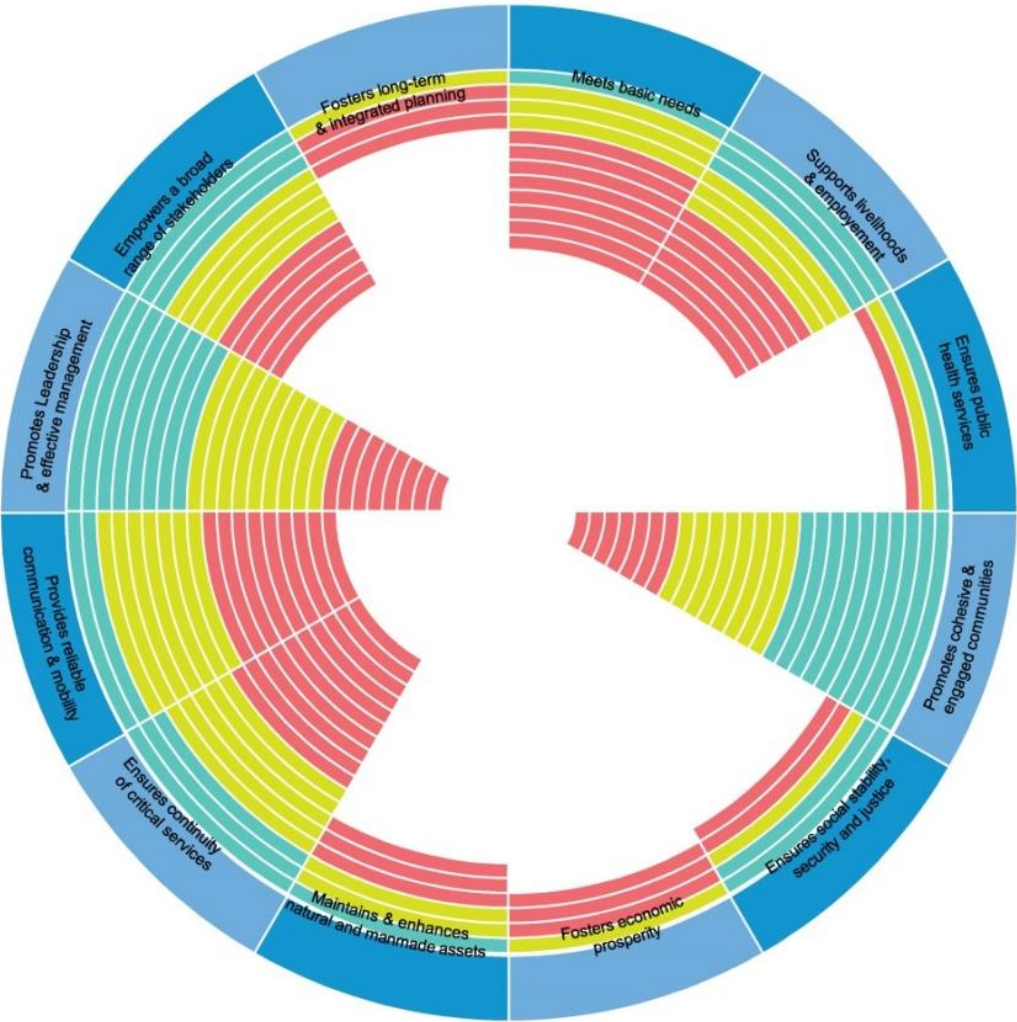 Meets basic needs
Supports livelihoods
& employement
Ensures public
health services
Promotes cohesive &
engaged communities
Ensures social stability,
security and justice
Fosters economic
prosperity
Maintains & enhances
natural and manmade assets
Ensures continuity
of critical services
Provides reliable
communication & mobility
Promotes Leadership
& effective management
Empowers a broad
range of stakeholders
Fosters long-term
& integrated planning